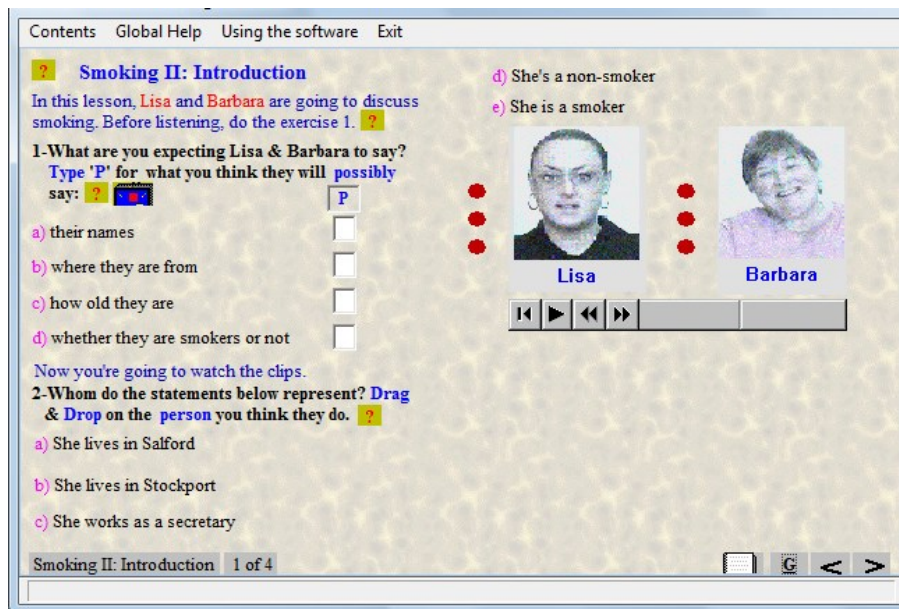 Contents Global Help Using the software Exit
? Smoking II: Introduction
In this lesson, Lisa and Barbara are going to discuss
smoking. Before listening, do the exercise 1. ?
1-What are you expecting Lisa & Barbara to say?
Type 'P' for what you think they will possibly
say: ?
P
a) their names
b) where they are from
c) how old they are
d) whether they are smokers or not
Now you're going to watch the clips.
2-Whom do the statements below represent? Drag
& Drop on the person you think they do. ?
a) She lives in Salford
b) She lives in Stockport
c) She works as a secretary
d) She's a non-smoker
e) She is a smoker
Lisa
Barbara
Smoking II: Introduction 1 of 4
G < >